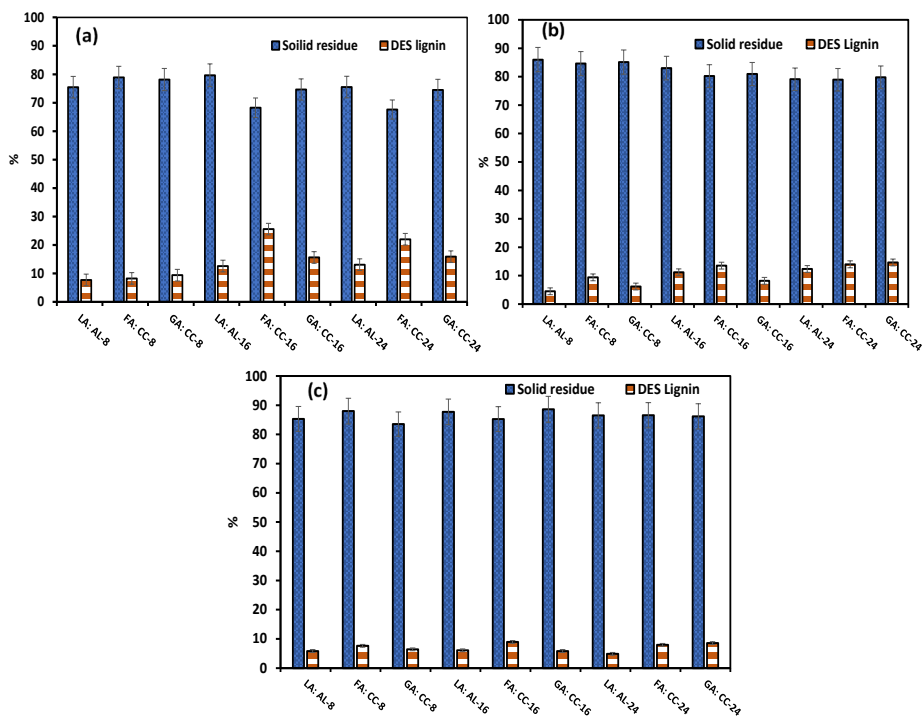 (a)
Soilid residue
DES lignin
100
90
80
70
60
50
40
30
20
10
0
%
LA: AL-8
FA: CC-8
GA: CC-8
LA: AL-16
FA: CC-16
GA: CC-16
LA: AL-24
FA: CC-24
GA: CC-24
(b)
Solid residue
DES Lignin
100
90
80
70
60
50
40
30
20
10
0
%
LA: AL-8
FA: CC-8
GA: CC-8
LA: AL-16
FA: CC-16
GA: CC-16
LA: AL-24
FA: CC-24
GA: CC-24
(c)
Solid residue
DES Lignin
100
90
80
70
60
50
40
30
20
10
0
%
LA: AL-8
FA: CC-8
GA: CC-8
LA: AL-16
FA: CC-16
GA: CC-16
LA: AL-24
FA: CC-24
GA: CC-24